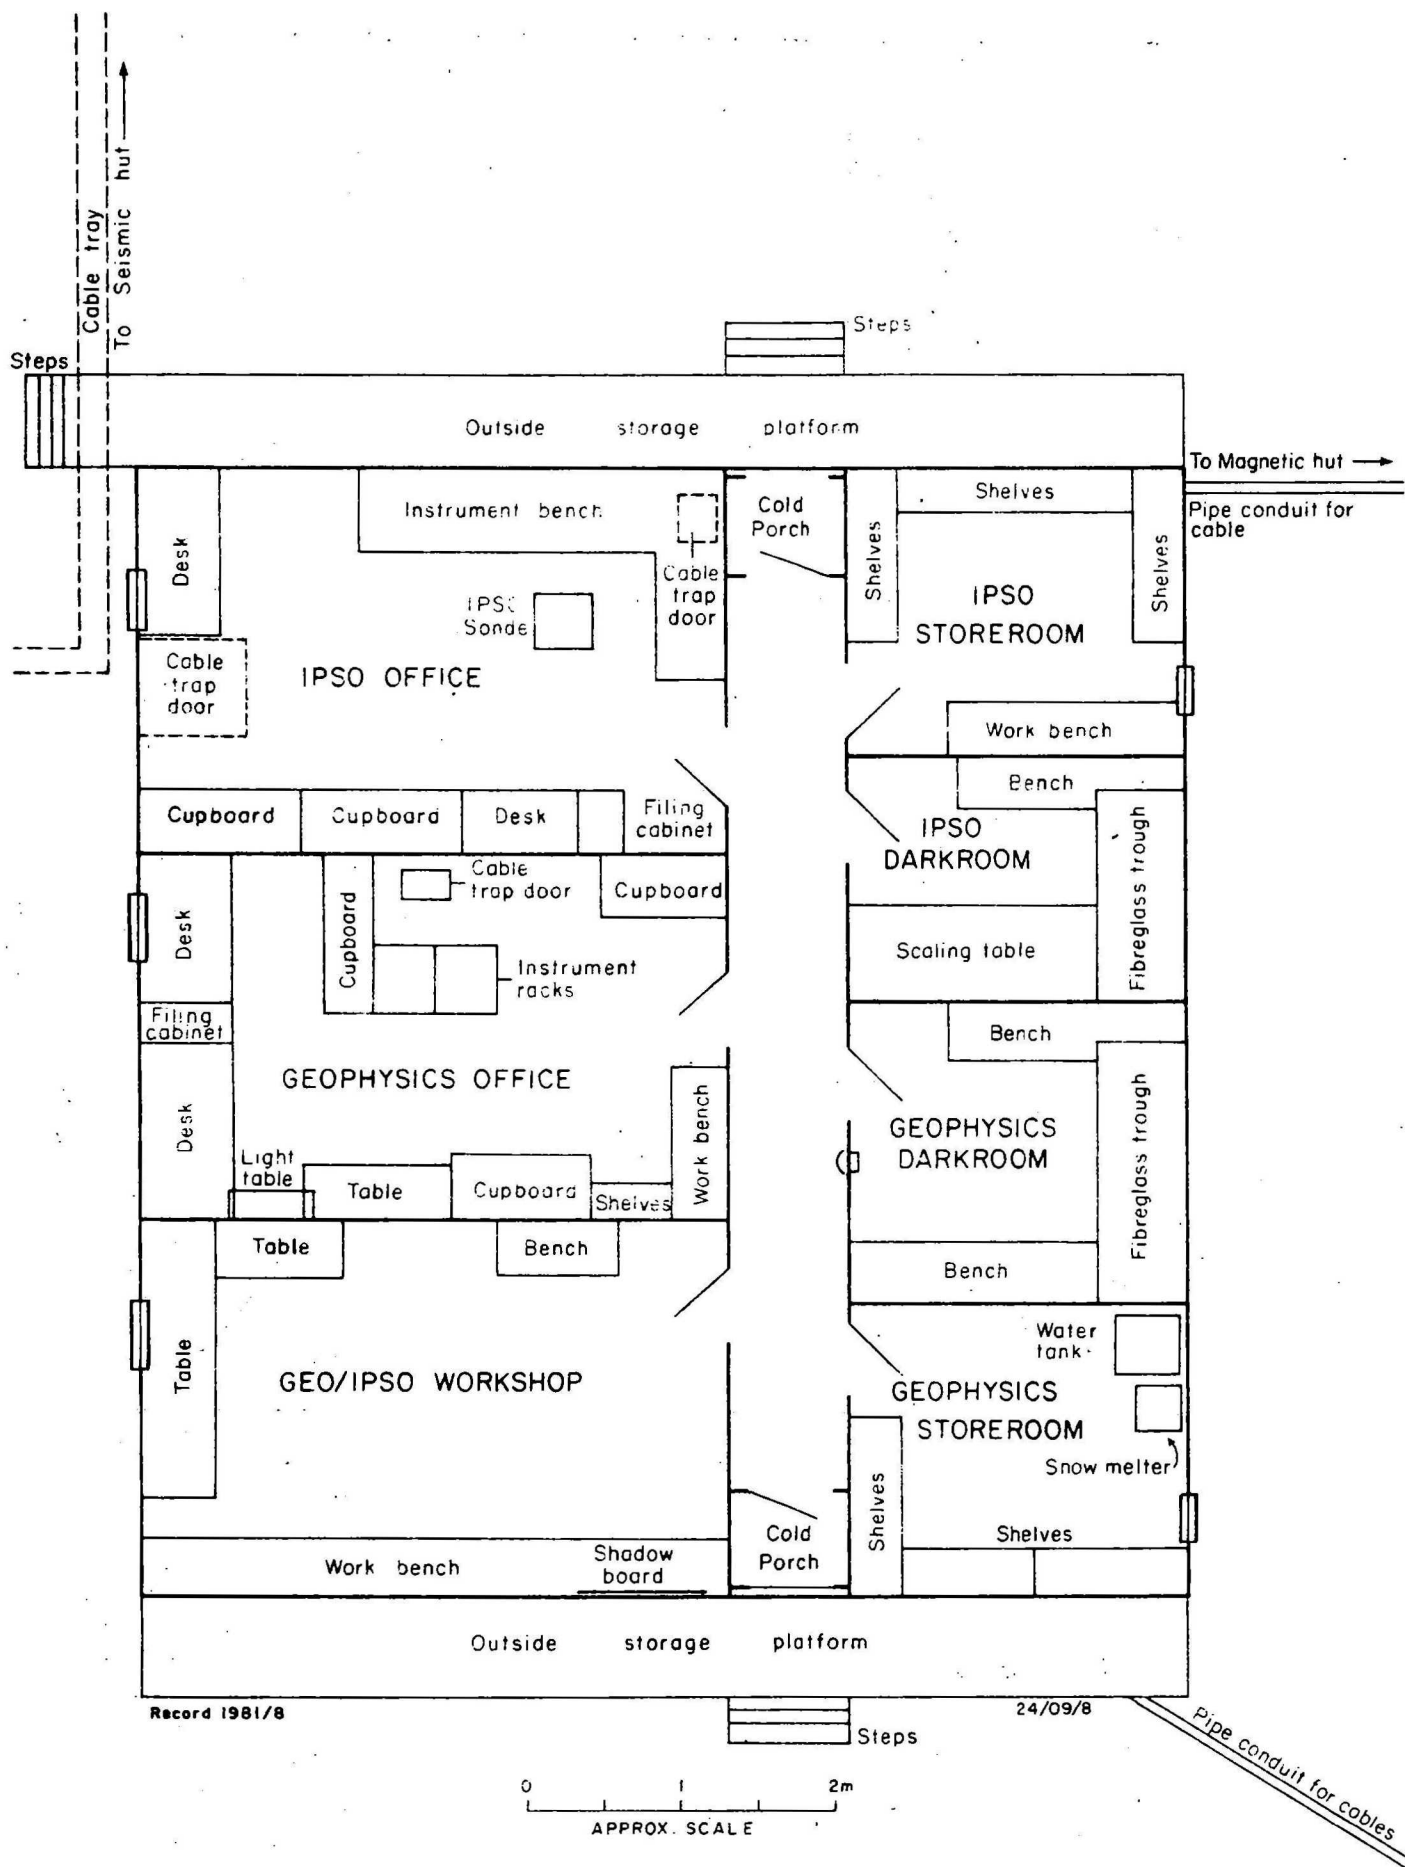 Cable tray
To Seismic hut
Steps
Steps
Outside storage platform
To Magnetic hut
Pipe conduit for
cable
Desk
Instrument bench
Cable
trap
door
Cold
Porch
Shelves
Shelves
Shelves
IPSO
Sonde
IPSO
STOREROOM
Cable
trap
door
IPSO OFFICE
Work bench
Cupboard
Cupboard
Desk
Filing
cabinet
Bench
IPSO
DARKROOM
Fibreglass trough
Scaling table
Desk
Cupboard
Cable
trap door
Cupboard
Instrument
racks
Filing
cabinet
GEOPHYSICS OFFICE
Desk
Work bench
Bench
GEOPHYSICS
DARKROOM
Fibreglass trough
Light
table
Table
Cupboard
Shelves
Table
Bench
Bench
Table
GEO/IPSO WORKSHOP
Water
tank
GEOPHYSICS
STOREROOM
Snow melter
Shelves
Shelves
Cold
Porch
Work bench
Shadow
board
Outside storage platform
Record 1981/8
24/09/8
Steps
Pipe conduit for cables
0 1 2m
APPROX. SCALE